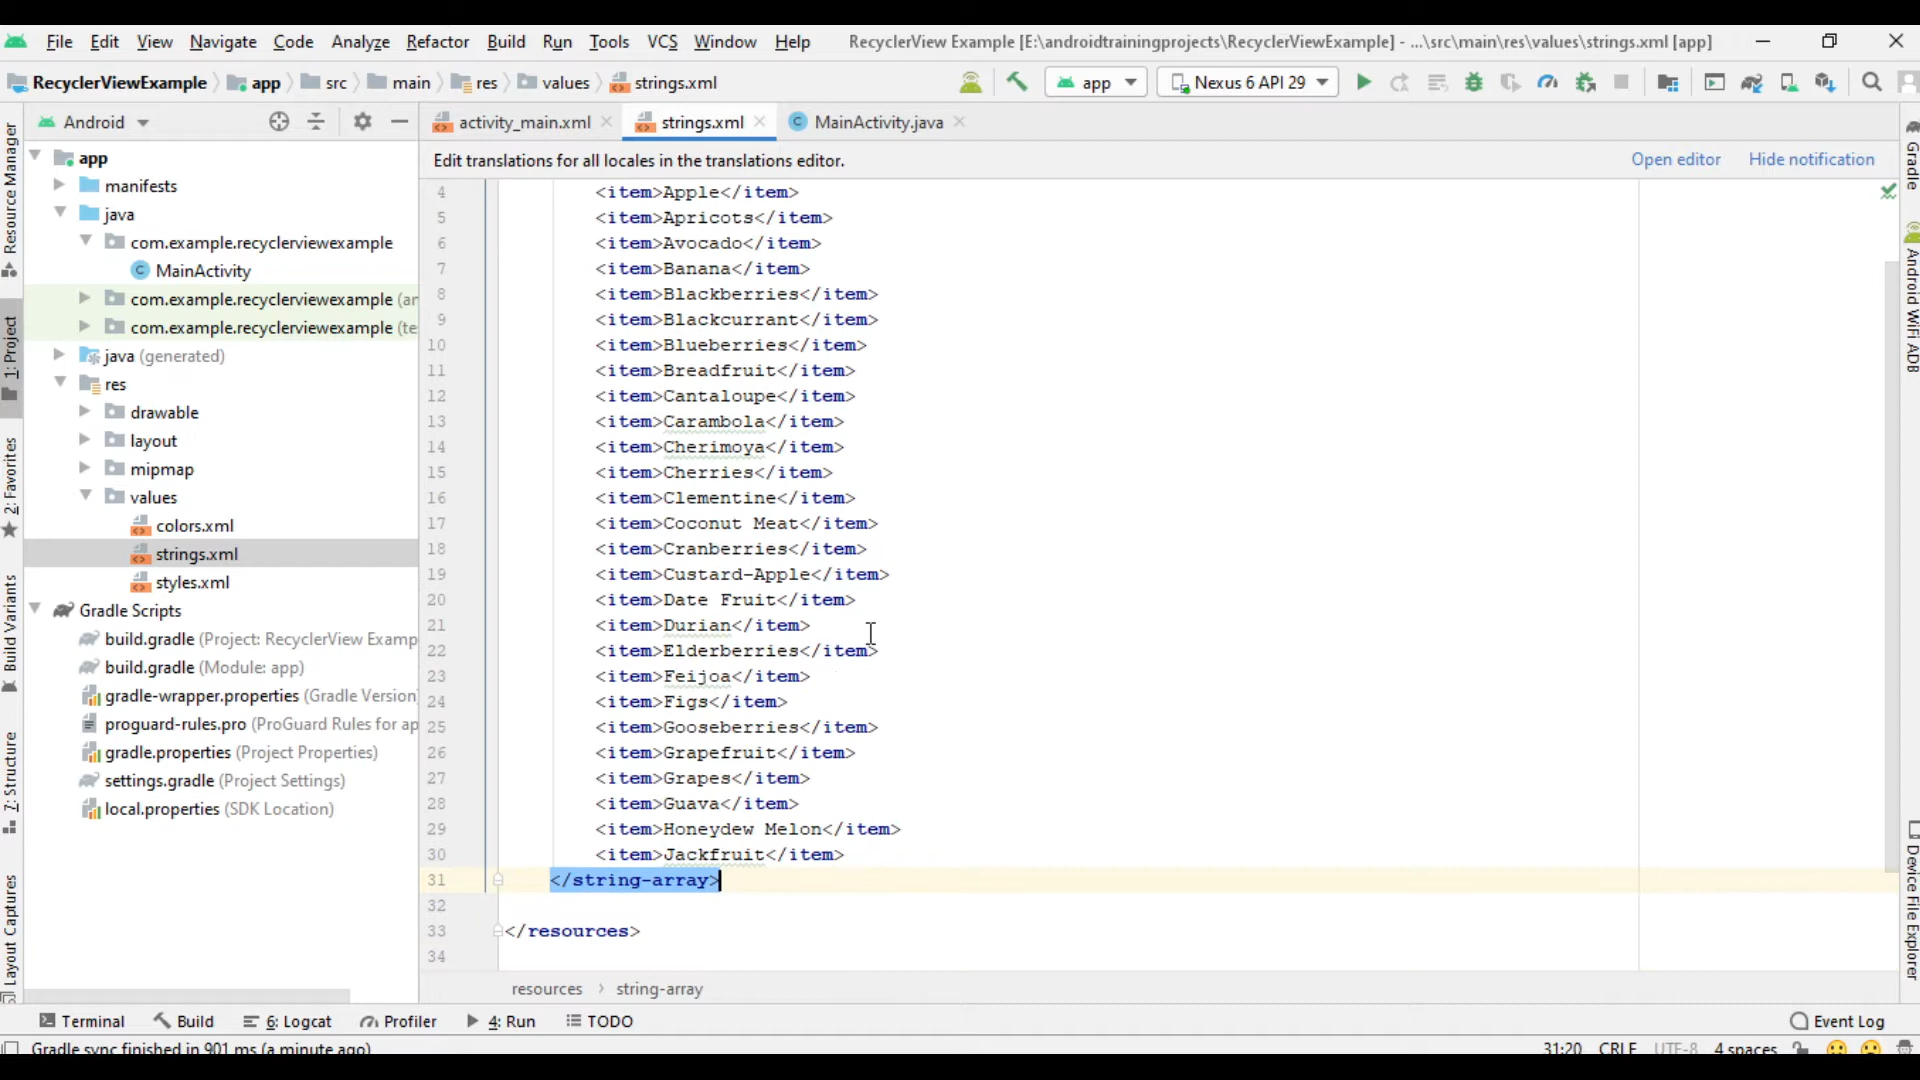 File Edit View Navigate Code Analyze Refactor Build Run Tools VCS Window Help RecyclerView Example [E:\androidtrainingprojects\RecyclerViewExample] - ...\src\main\res\values\strings.xml [app]
RecyclerViewExample app src main res values strings.xml app Nexus 6 API 29
Android activity_main.xml strings.xml MainActivity.java
Edit translations for all locales in the translations editor. Open editor Hide notification
app
manifests
java
com.example.recyclerviewexample
MainActivity
com.example.recyclerviewexample (an
com.example.recyclerviewexample (te
java (generated)
res
drawable
layout
mipmap
values
colors.xml
strings.xml
styles.xml
Gradle Scripts
build.gradle (Project: RecyclerView Examp
build.gradle (Module: app)
gradle-wrapper.properties (Gradle Version
proguard-rules.pro (ProGuard Rules for ap
gradle.properties (Project Properties)
settings.gradle (Project Settings)
local.properties (SDK Location)
4 <item>Apple</item>
5 <item>Apricots</item>
6 <item>Avocado</item>
7 <item>Banana</item>
8 <item>Blackberries</item>
9 <item>Blackcurrant</item>
10 <item>Blueberries</item>
11 <item>Breadfruit</item>
12 <item>Cantaloupe</item>
13 <item>Carambola</item>
14 <item>Cherimoya</item>
15 <item>Cherries</item>
16 <item>Clementine</item>
17 <item>Coconut Meat</item>
18 <item>Cranberries</item>
19 <item>Custard-Apple</item>
20 <item>Date Fruit</item>
21 <item>Durian</item>
22 <item>Elderberries</item>
23 <item>Feijoa</item>
24 <item>Figs</item>
25 <item>Gooseberries</item>
26 <item>Grapefruit</item>
27 <item>Grapes</item>
28 <item>Guava</item>
29 <item>Honeydew Melon</item>
30 <item>Jackfruit</item>
31 </string-array>
32
33 </resources>
34
resources string-array
Resource Manager
1: Project
2: Favorites
Build Variants
7: Structure
Layout Captures
Gradle
Android WiFi ADB
Device File Explorer
Terminal Build 6: Logcat Profiler 4: Run TODO Event Log
Gradle sync finished in 901 ms (a minute ago) 31:20 CRLF UTF-8 4 spaces